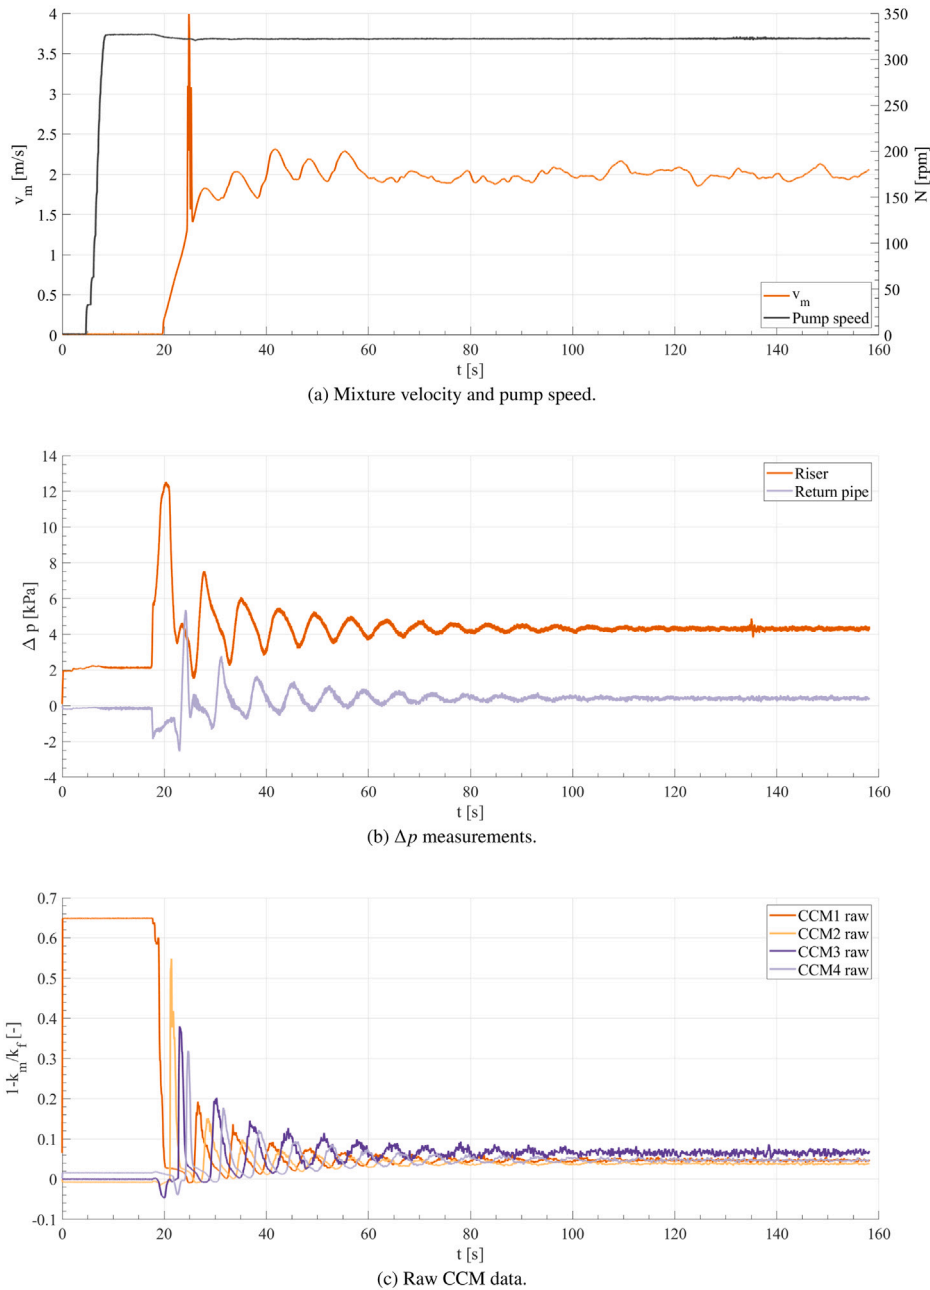 4
3.5
3
2.5
2
1.5
1
0.5
0
v_m [m/s]
350
300
250
200
150
100
50
0
N [rpm]
v_m
Pump speed
0 20 40 60 80 100 120 140 160
t [s]
(a) Mixture velocity and pump speed.
14
12
10
8
6
4
2
0
-2
-4
Δ p [kPa]
Riser
Return pipe
0 20 40 60 80 100 120 140 160
t [s]
(b) Δp measurements.
0.7
0.6
0.5
0.4
0.3
0.2
0.1
0
-0.1
1-k_m/k_f [-]
CCM1 raw
CCM2 raw
CCM3 raw
CCM4 raw
0 20 40 60 80 100 120 140 160
t [s]
(c) Raw CCM data.